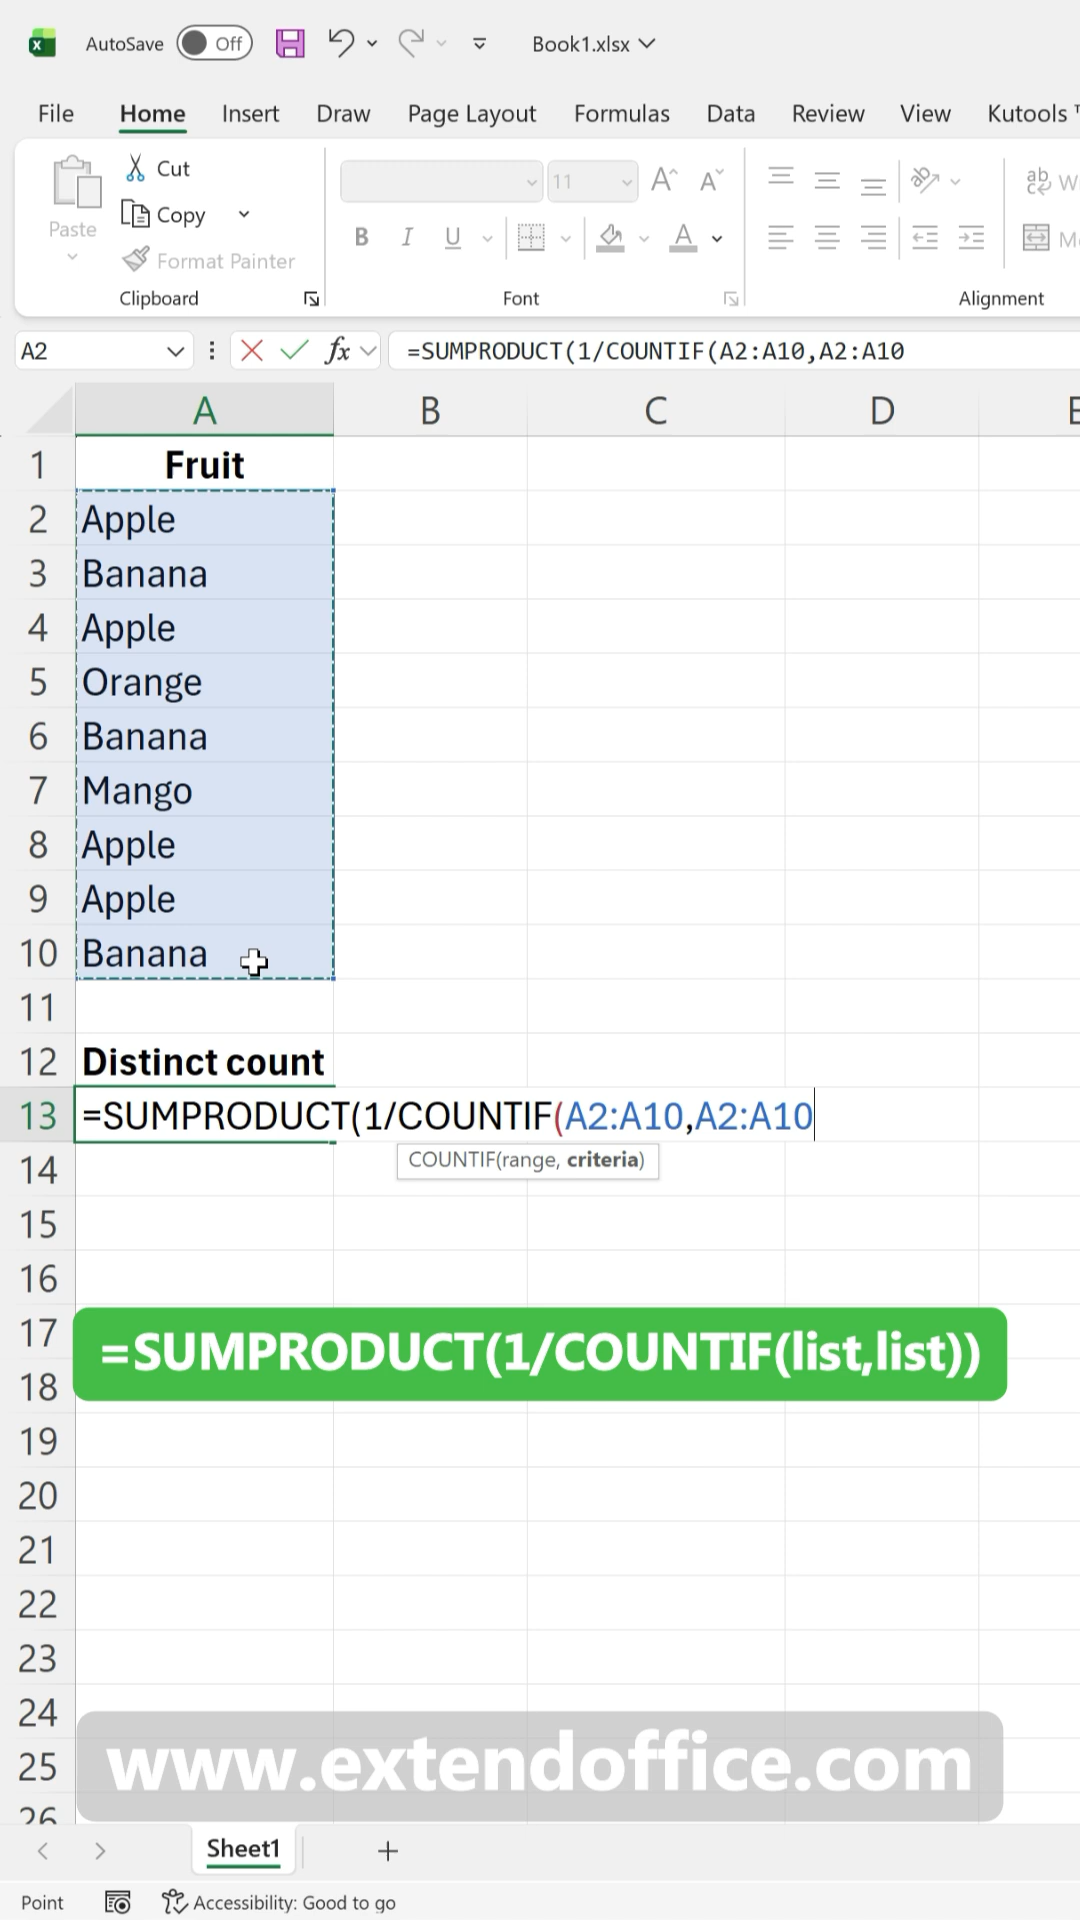 AutoSave Off Book1.xlsx
File Home Insert Draw Page Layout Formulas Data Review View Kutools
Paste
Cut
Copy
Format Painter
Clipboard
11
B I U
Font
Alignment
A2 fx =SUMPRODUCT(1/COUNTIF(A2:A10,A2:A10
A B C D E
1 Fruit
2 Apple
3 Banana
4 Apple
5 Orange
6 Banana
7 Mango
8 Apple
9 Apple
10 Banana
11
12 Distinct count
13 =SUMPRODUCT(1/COUNTIF(A2:A10,A2:A10
COUNTIF(range, criteria)
14
15
16
17
=SUMPRODUCT(1/COUNTIF(list,list))
18
19
20
21
22
23
24
www.extendoffice.com
25
26
Sheet1
Point Accessibility: Good to go